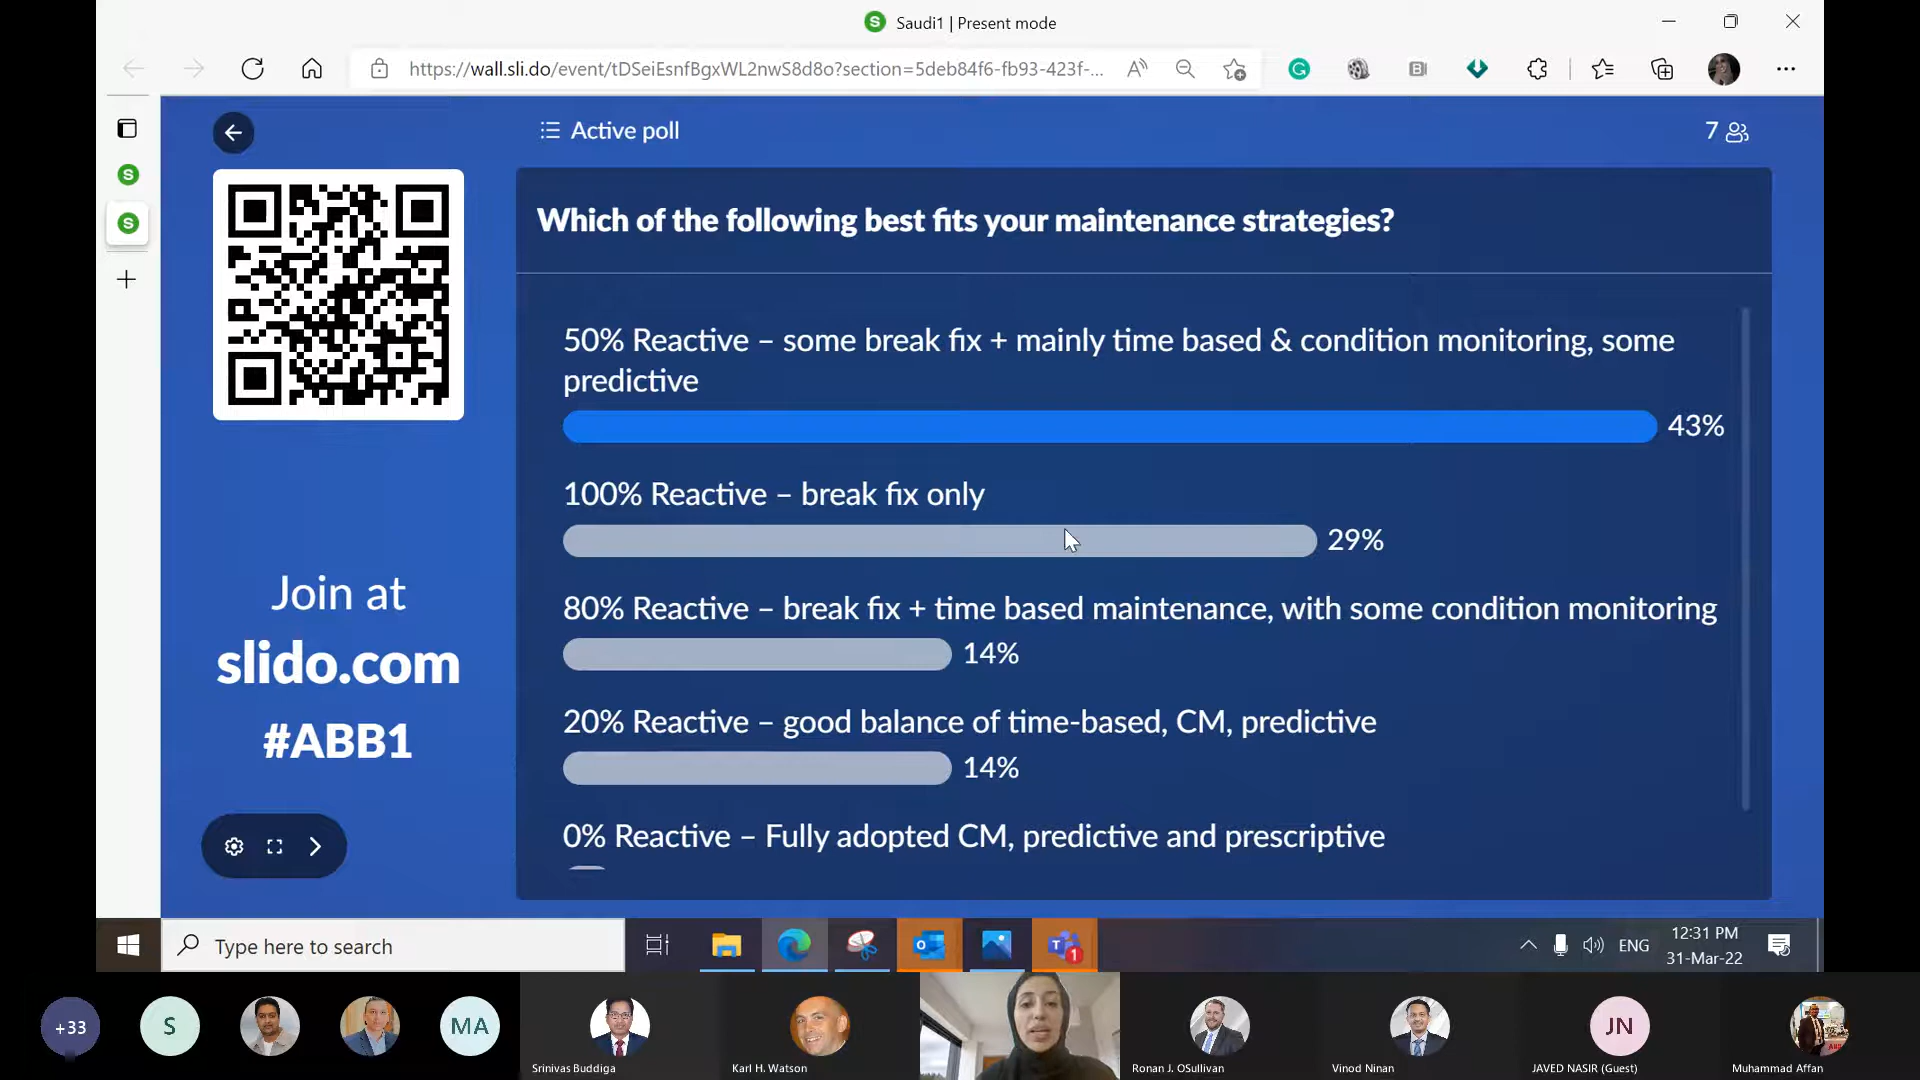 Saudi1 | Present mode
https://wall.sli.do/event/tDSeiEsnfBgxWL2nwS8d8o?section=5deb84f6-fb93-423f-...
Active poll
7
Which of the following best fits your maintenance strategies?
50% Reactive – some break fix + mainly time based & condition monitoring, some
predictive
43%
100% Reactive – break fix only
29%
80% Reactive – break fix + time based maintenance, with some condition monitoring
14%
20% Reactive – good balance of time-based, CM, predictive
14%
0% Reactive – Fully adopted CM, predictive and prescriptive
Join at
slido.com
#ABB1
Type here to search
1
ENG
12:31 PM
31-Mar-22
+33
S
MA
Srinivas Buddiga
Karl H. Watson
Ronan J. OSullivan
Vinod Ninan
JN
JAVED NASIR (Guest)
Muhammad Affan